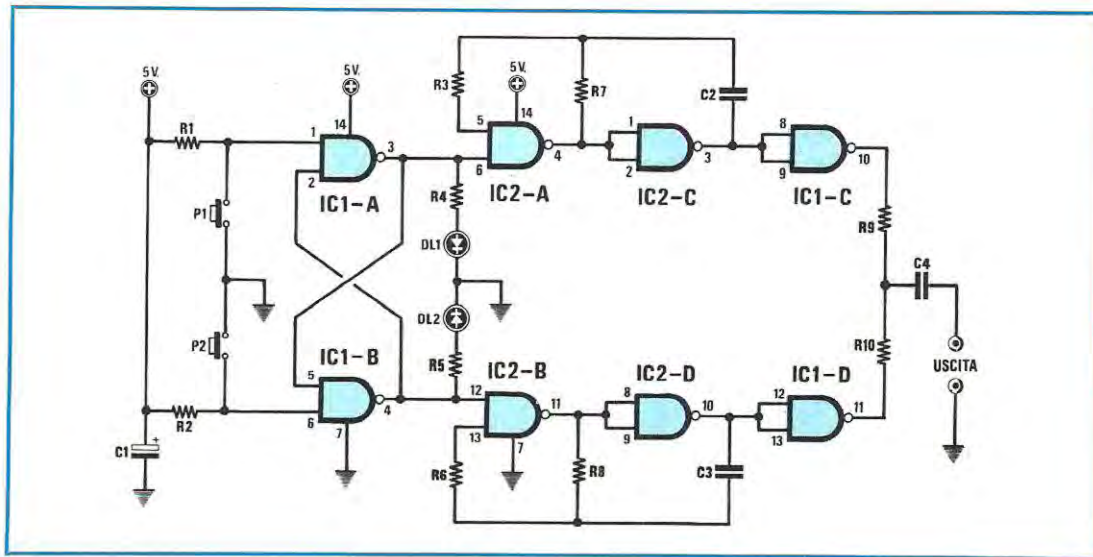 5V.
5V.
5V.
R1
R3
R7
C2
14
14
1
2
3
5
6
4
1
2
3
8
9
10
IC1-A
IC2-A
IC2-C
IC1-C
P1
R4
R9
DL1
C4
DL2
P2
R5
R10
USCITA
IC1-B
IC2-B
IC2-D
IC1-D
5
6
4
7
12
13
11
7
8
9
10
12
13
11
R2
C1
+
R6
R8
C3